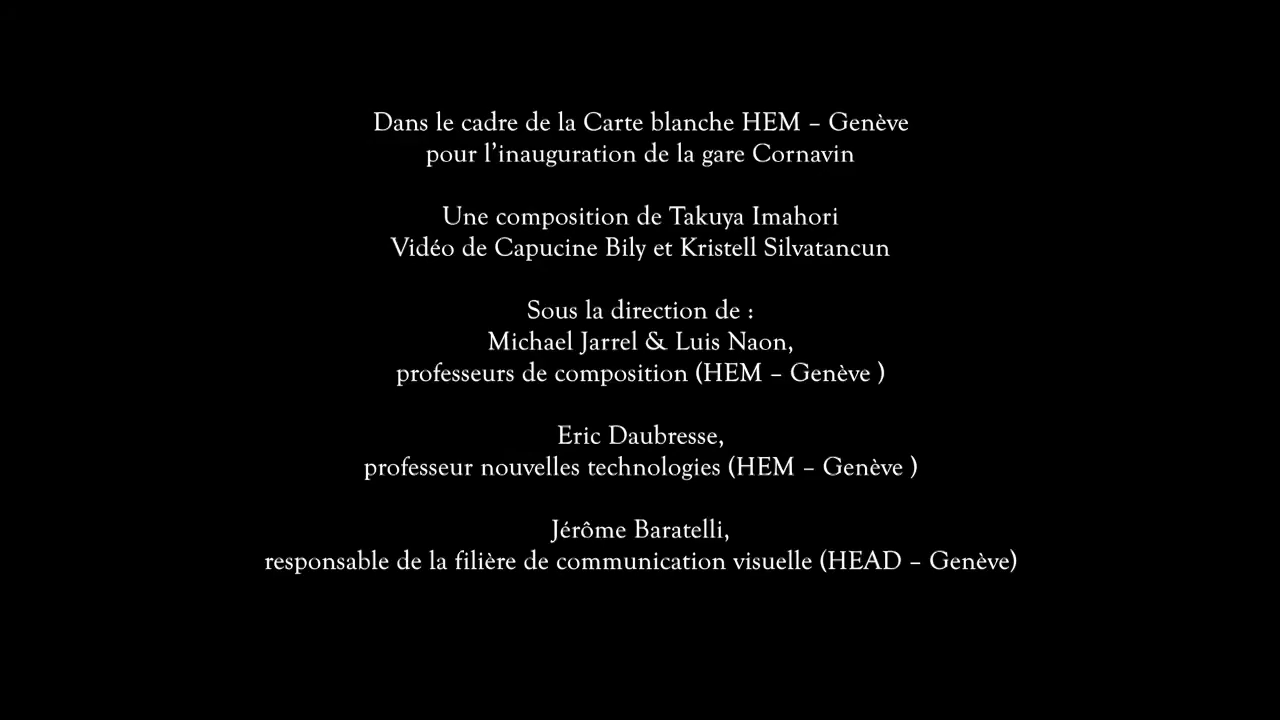 Dans le cadre de la Carte blanche HEM – Genève
pour l’inauguration de la gare Cornavin
Une composition de Takuya Imahori
Vidéo de Capucine Bily et Kristell Silvatancun
Sous la direction de :
Michael Jarrel & Luis Naon,
professeurs de composition (HEM – Genève )
Eric Daubresse,
professeur nouvelles technologies (HEM – Genève )
Jérôme Baratelli,
responsable de la filière de communication visuelle (HEAD – Genève)